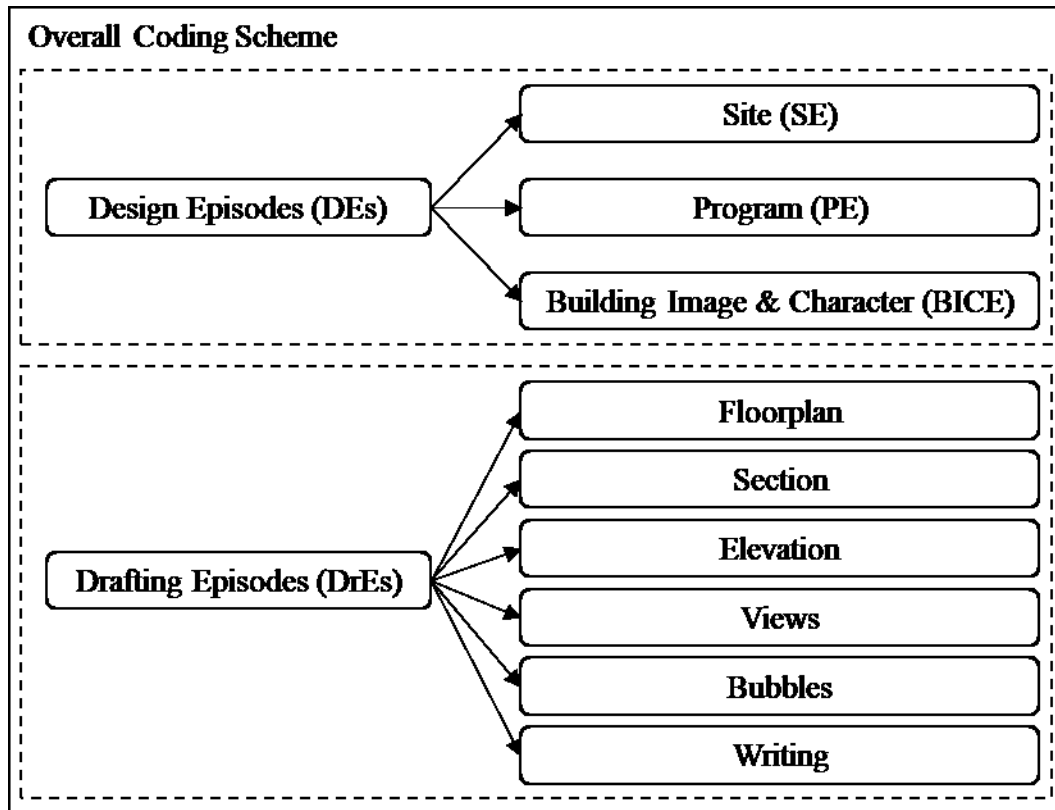 Overall Coding Scheme
Design Episodes (DEs)
Site (SE)
Program (PE)
Building Image & Character (BICE)
Drafting Episodes (DrEs)
Floorplan
Section
Elevation
Views
Bubbles
Writing